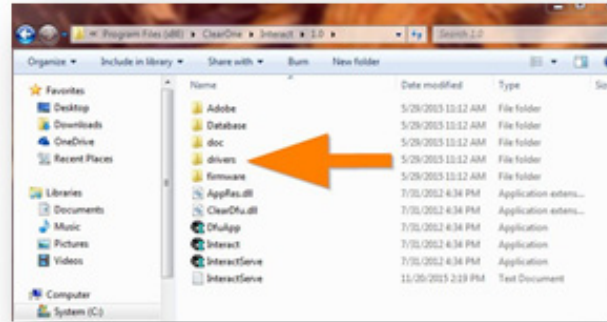 « Program Files (x86) ▸ ClearOne ▸ Interact ▸ 1.0 ▸
Search 1.0
Organize ▾ Include in library ▾ Share with ▾ Burn New folder
Name Date modified Type
Favorites
Desktop
Downloads
OneDrive
Recent Places
Libraries
Documents
Music
Pictures
Videos
Computer
System (C:)
Adobe 5/29/2015 11:12 AM File folder
Database 5/29/2015 11:12 AM File folder
doc 5/29/2015 11:12 AM File folder
drivers 5/29/2015 11:12 AM File folder
firmware 5/29/2015 11:12 AM File folder
AppRes.dll 7/31/2012 4:34 PM Application extens...
ClearDfu.dll 7/31/2012 4:34 PM Application extens...
DfuApp 7/31/2012 4:34 PM Application
Interact 7/31/2012 4:34 PM Application
InteractServe 7/31/2012 4:34 PM Application
InteractServe 11/20/2015 2:19 PM Text Document